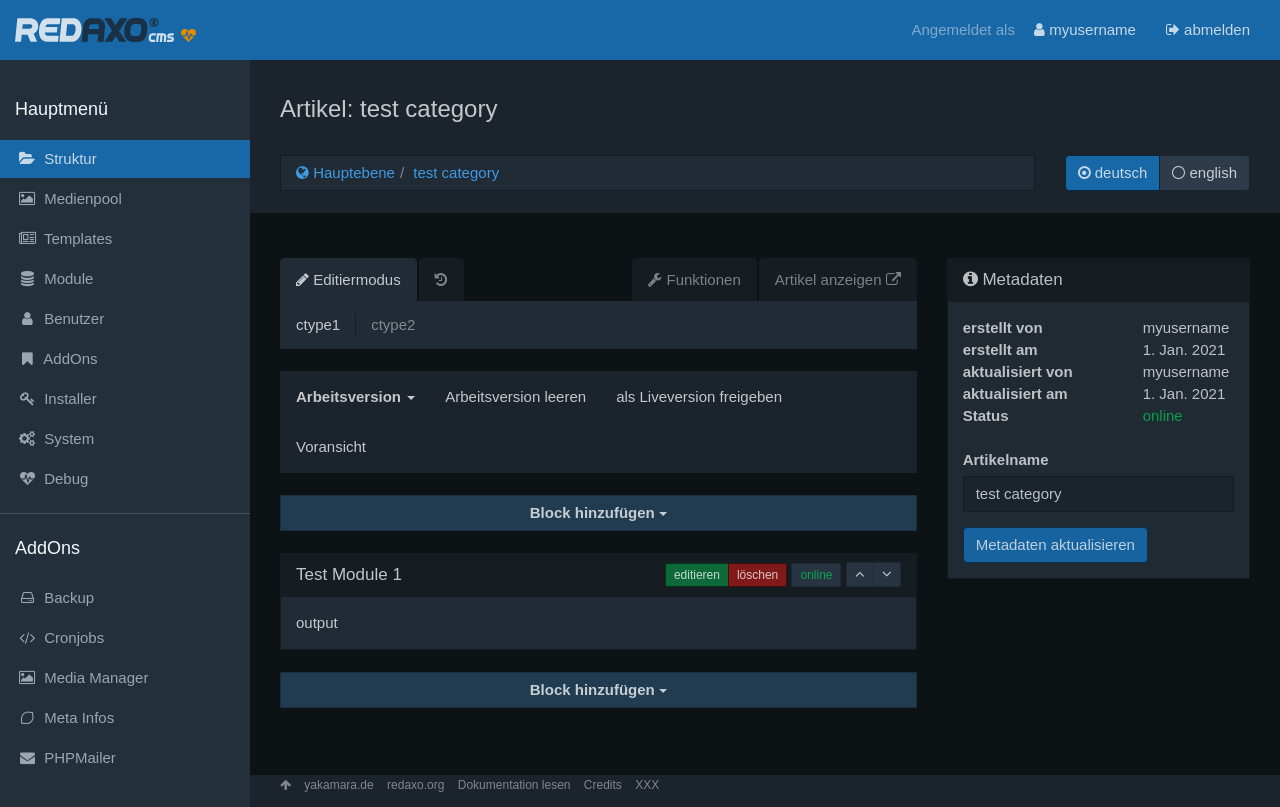 REDAXO® cms
Angemeldet als myusername abmelden
Hauptmenü
Struktur
Medienpool
Templates
Module
Benutzer
AddOns
Installer
System
Debug
AddOns
Backup
Cronjobs
Media Manager
Meta Infos
PHPMailer
Artikel: test category
Hauptebene / test category
deutsch english
Editiermodus Funktionen Artikel anzeigen
ctype1 ctype2
Arbeitsversion Arbeitsversion leeren als Liveversion freigeben
Voransicht
Block hinzufügen
Test Module 1 editieren löschen online
output
Block hinzufügen
Metadaten
erstellt von myusername
erstellt am 1. Jan. 2021
aktualisiert von myusername
aktualisiert am 1. Jan. 2021
Status online
Artikelname
test category
Metadaten aktualisieren
yakamara.de redaxo.org Dokumentation lesen Credits XXX